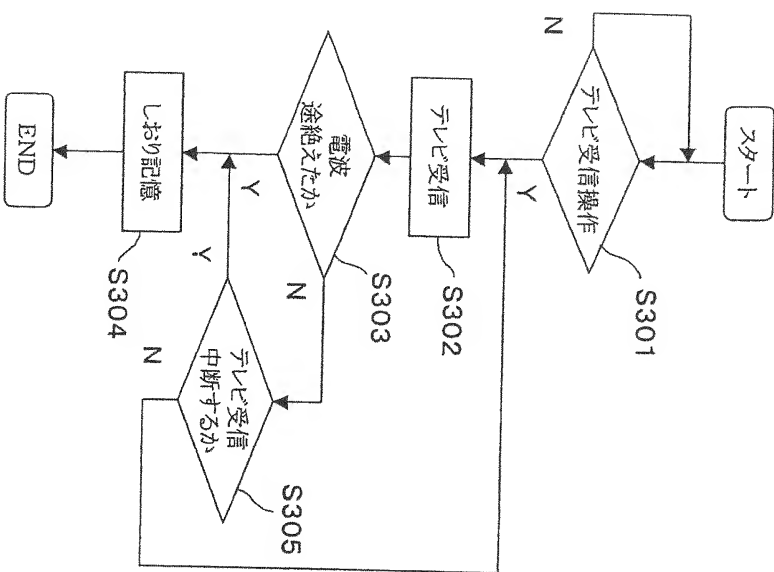 スタート
テレビ受信操作
S301
N
Y
テレビ受信
S302
電波
途絶えたか
S303
N
Y
テレビ受信
中断するか
S305
Y
N
しおり記憶
S304
END